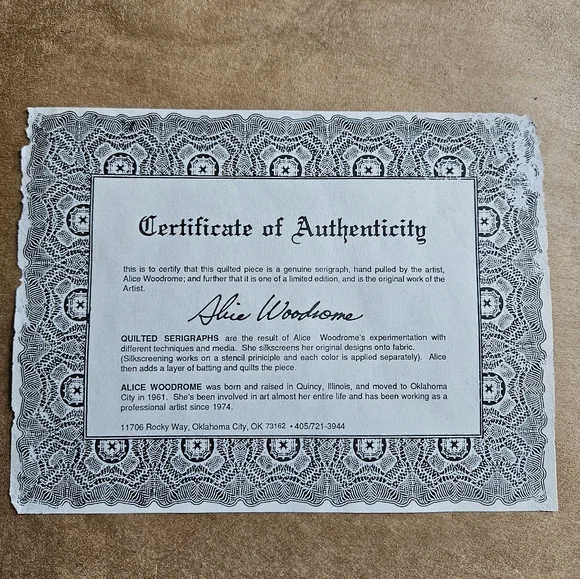 Certificate of Authenticity
this is to certify that this quilted piece is a genuine serigraph, hand pulled by the artist,
Alice Woodrome; and further that it is one of a limited edition, and is the original work of the
Artist.
Alice Woodrome
QUILTED SERIGRAPHS are the result of Alice Woodrome's experimentation with
different techniques and media. She silkscreens her original designs onto fabric.
(Silkscreening works on a stencil priniciple and each color is applied separately). Alice
then adds a layer of batting and quilts the piece.
ALICE WOODROME was born and raised in Quincy, Illinois, and moved to Oklahoma
City in 1961. She's been involved in art almost her entire life and has been working as a
professional artist since 1974.
11706 Rocky Way, Oklahoma City, OK 73162 • 405/721-3944